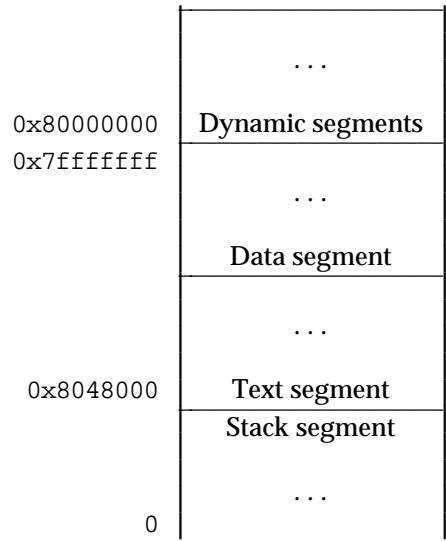 ...
0x80000000 Dynamic segments
0x7fffffff
...
Data segment
...
0x8048000 Text segment
Stack segment
...
0